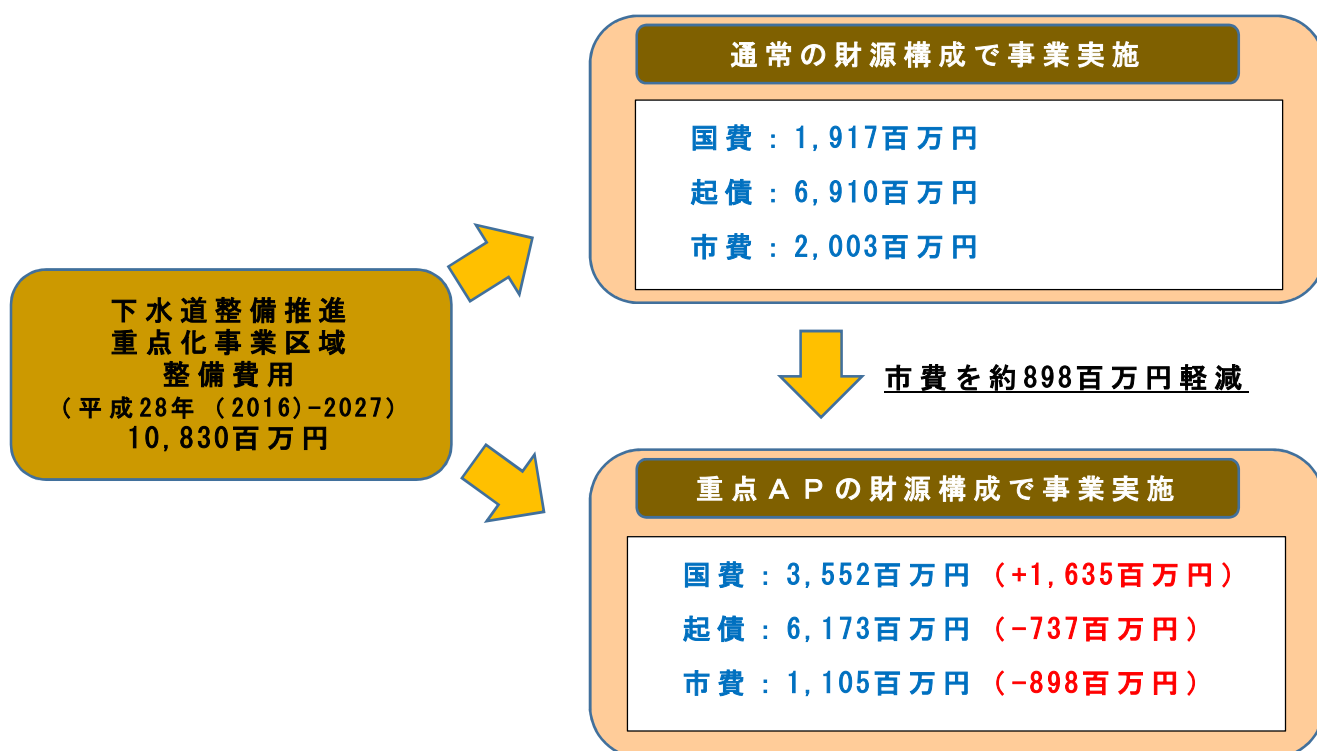 下水道整備推進
重点化事業区域
整備費用
（平成28年（2016）-2027）
10,830百万円
通常の財源構成で事業実施
国費：1,917百万円
起債：6,910百万円
市費：2,003百万円
市費を約898百万円軽減
重点ＡＰの財源構成で事業実施
国費：3,552百万円（+1,635百万円）
起債：6,173百万円（-737百万円）
市費：1,105百万円（-898百万円）